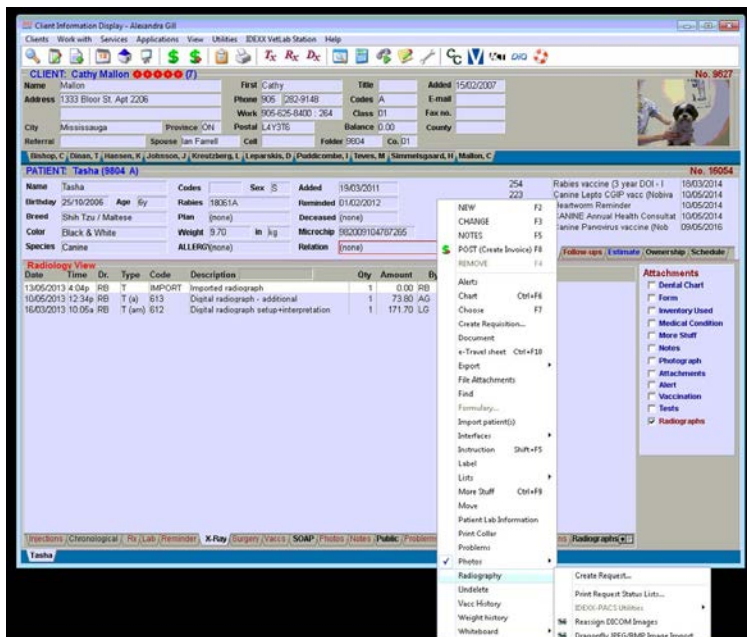 Client Information Display - Alexandra Gill
Clients Work with Services Applications View Utilities IDEXX VetLab Station Help
Tx Rx Dx
CLIENT: Cathy Mallon (7) No. 9627
Name Mallon First Cathy Title Added 15/02/2007
Address 1333 Bloor St. Apt 2206 Phone 905 282-9148 Codes A E-mail
Work 905-625-8400 : 264 Class 01 Fax no.
City Mississauga Province ON Postal L4Y3T6 Balance 0.00 County
Referral Spouse Ian Farrell Cell Folder 9804 Co. 01
Bishop, C Dinan, T Hansen, K Johnson, J Kreutzberg, L Leparskis, D Puddicombe, I Teves, M Simmelsgaard, H Mallon, C
PATIENT: Tasha (9804 A) No. 16054
Name Tasha Codes Sex S Added 19/03/2011
Birthday 25/10/2006 Age 6y Rabies 18061A Reminded 01/02/2012
Breed Shih Tzu / Maltese Plan (none) Deceased (none)
Color Black & White Weight 9.70 in kg Microchip 982009104767265
Species Canine ALLERGY (none) Relation (none)
254 Rabies vaccine (3 year DOI - I 18/03/2014
223 Canine Lepto CGIP vacc (Nobiva 10/05/2014
Heartworm Reminder 10/05/2014
CANINE Annual Health Consultat 10/05/2014
Canine Panovirus vaccine (Nob 09/05/2016
Follow-ups Estimate Ownership Schedule
Radiology View
Date Time Dr. Type Code Description Qty Amount By
13/05/2013 4:04p RB T IMPORT Imported radiograph 1 0.00 RB
10/05/2013 12:34p RB T (a) 613 Digital radiograph - additional 1 73.80 AG
16/03/2013 10:05a RB T (am) 612 Digital radiograph setup+interpretation 1 171.70 LG
NEW F2
CHANGE F3
NOTES F5
POST (Create Invoice) F8
REMOVE F4
Alerts
Chart Ctrl+F6
Choose F7
Create Requisition...
Document
e-Travel sheet Ctrl+F10
Export
File Attachments
Find
Formulary...
Import patient(s)
Interfaces
Instruction Shift+F5
Label
Lists
More Stuff Ctrl+F9
Move
Patient Lab Information
Print Collar
Problems
Photos
Radiography
Undelete
Vacc History
Weight history
Whiteboard
Create Request...
Print Request Status Lists...
IDEXX-PACS Utilities
Reassign DICOM Images
Dragonfly JPEG/BMP Image Import
Attachments
Dental Chart
Form
Inventory Used
Medical Condition
More Stuff
Notes
Photograph
Attachments
Alert
Vaccination
Tests
Radiographs
Injections Chronological Rx Lab Reminder X-Ray Surgery Vaccs SOAP Photos Notes Public Radiographs
Tasha